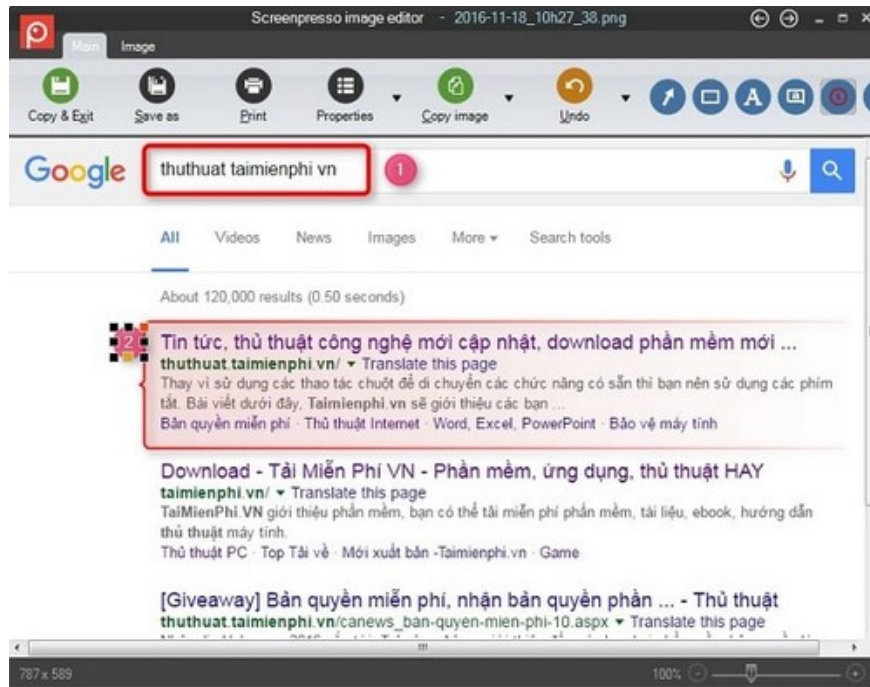 Screenpresso image editor - 2016-11-18_10h27_38.png
Main Image
Copy & Exit Save as Print Properties Copy image Undo A 1
Google thuthuat taimienphi vn 1
All Videos News Images More Search tools
About 120,000 results (0.50 seconds)
2 Tin tức, thủ thuật công nghệ mới cập nhật, download phần mềm mới ...
thuthuat.taimienphi.vn/ Translate this page
Thay vì sử dụng các thao tác chuột để di chuyển các chức năng có sẵn thì bạn nên sử dụng các phím
tắt. Bài viết dưới đây, Taimienphi.vn sẽ giới thiệu các bạn ...
Bản quyền miễn phí · Thủ thuật Internet · Word, Excel, PowerPoint · Bảo vệ máy tính
Download - Tải Miễn Phí VN - Phần mềm, ứng dụng, thủ thuật HAY
taimienphi.vn/ Translate this page
TaiMienPhi.VN giới thiệu phần mềm, bạn có thể tải miễn phí phần mềm, tài liệu, ebook, hướng dẫn
thủ thuật máy tính.
Thủ thuật PC · Top Tải về · Mới xuất bản -Taimienphi.vn · Game
[Giveaway] Bản quyền miễn phí, nhận bản quyền phần ... - Thủ thuật
thuthuat.taimienphi.vn/canews_ban-quyen-mien-phi-10.aspx Translate this page
787 x 589 100%